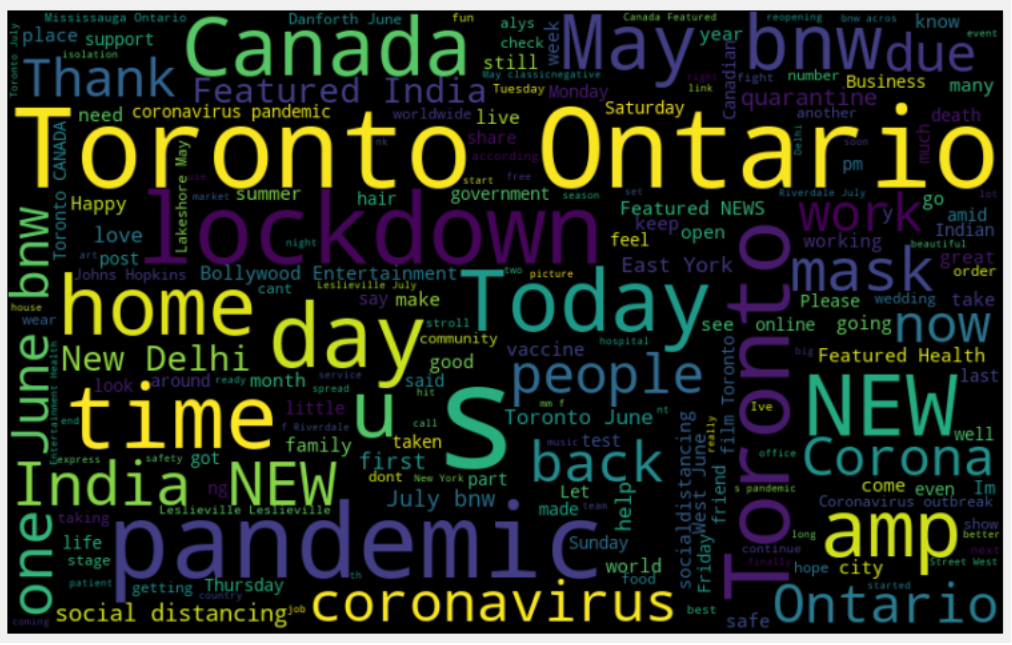 Mississauga Ontario
Danforth June
fun
alys
Canada Featured
reopening
bnw acros
know
event
place
support
Canada
check
week
May
year
bnw
due
still
isolation
Toronto July
Thank
Featured India
May classicnegative
Tuesday
Monday
right
link
Canadian
fight
number
Business
many
quarantine
another
need
coronavirus pandemic
worldwide
live
Saturday
death
share
much
Toronto Ontario
Toronto CANADA
according
Delhi
soon
pm
start
free
use
market
summer
hair
government
season
set
Riverdale July
lot
Happy
Lakeshore May
lockdown
Featured NEWS
work
y
go
amid
Indian
love
keep
open
feel
working
beautiful
art
post
night
great
order
Johns Hopkins
Bollywood Entertainment
two
picture
East York
mask
cant
Leslieville July
say
make
Today
Please
wedding
take
house
home
day
see
online
going
now
wear
stroll
community
hospital
New Delhi
good
vaccine
big
Featured Health
last
look
around
ready
month
service
said
people
spread
hit
June bnw
time
little
u
s
mm f
Toronto June
nt
Ive
NEW
f Riverdale
call
well
end
family
taken
music
test
really
office
Corona
express
safety
got
first
back
film Toronto
Entertainment Health
dont
New York
part
s pandemic
come
even
Im
India
NEW
ng
July bnw
Let
help
socialdistancing
West June
friend
Coronavirus outbreak
Leslieville Leslieville
made
team
Toronto
one
taking
pandemic
amp
show
long
better
life
Sunday
continue
next
stage
world
Friday
finally
hope
city
Street West
patient
getting
Thursday
th
food
started
country
social distancing
job
coronavirus
best
safe
Ontario
coming